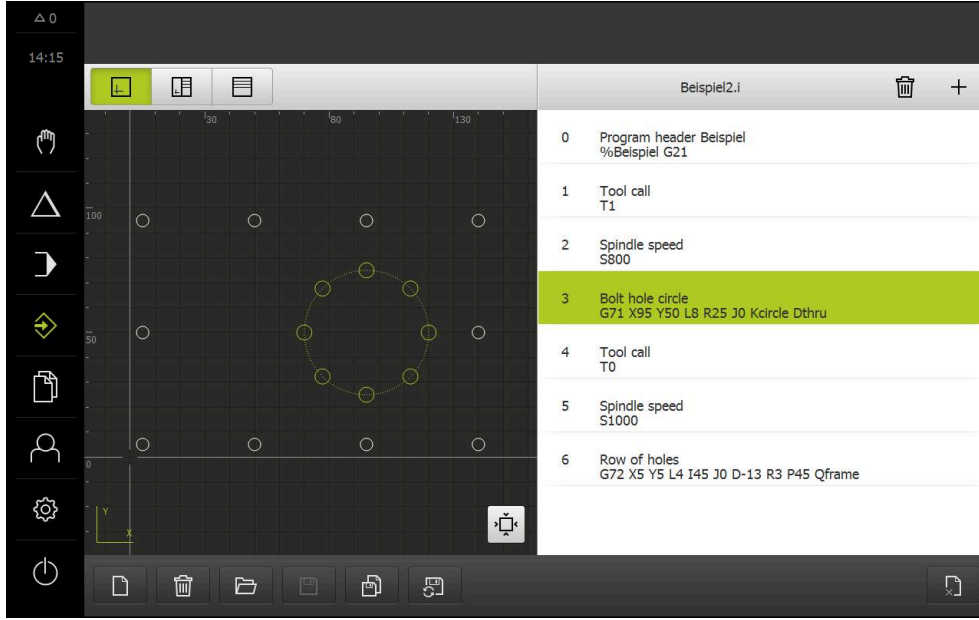 0
14:15
Beispiel2.i
30
80
130
100
50
0
Y
X
0 Program header Beispiel
%Beispiel G21
1 Tool call
T1
2 Spindle speed
S800
3 Bolt hole circle
G71 X95 Y50 L8 R25 J0 Kcircle Dthru
4 Tool call
T0
5 Spindle speed
S1000
6 Row of holes
G72 X5 Y5 L4 I45 J0 D-13 R3 P45 Qframe